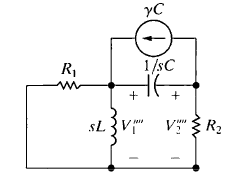 γC
1/sC
R₁
+ +
sL V₁'''' V₂'''' R₂
− −